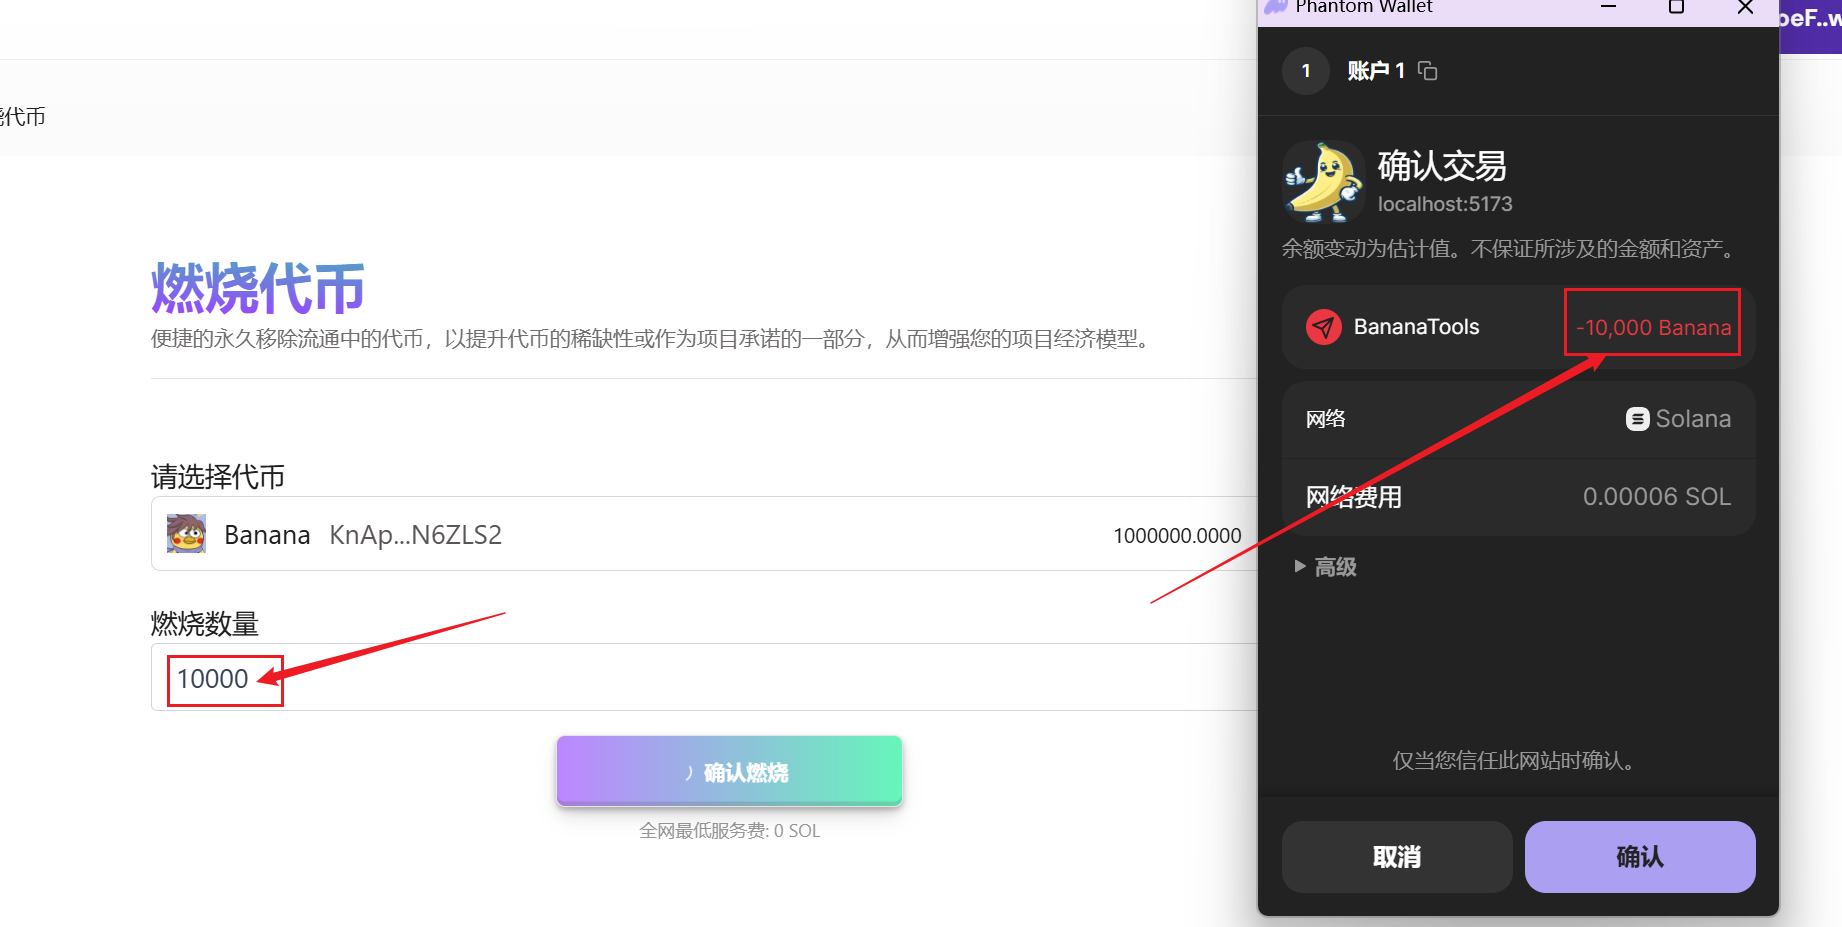 Phantom Wallet
oeF..w
代币
燃烧代币
便捷的永久移除流通中的代币，以提升代币的稀缺性或作为项目承诺的一部分，从而增强您的项目经济模型。
请选择代币
Banana KnAp...N6ZLS2 1000000.0000
燃烧数量
10000
确认燃烧
全网最低服务费: 0 SOL
1 账户 1
确认交易
localhost:5173
余额变动为估计值。不保证所涉及的金额和资产。
BananaTools -10,000 Banana
网络 Solana
网络费用 0.00006 SOL
高级
仅当您信任此网站时确认。
取消 确认